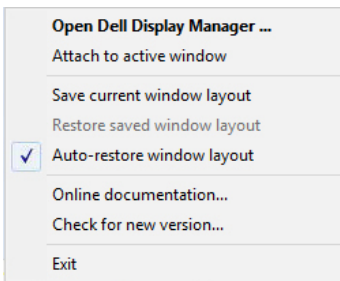 Open Dell Display Manager ...
Attach to active window
Save current window layout
Restore saved window layout
Auto-restore window layout
Online documentation...
Check for new version...
Exit